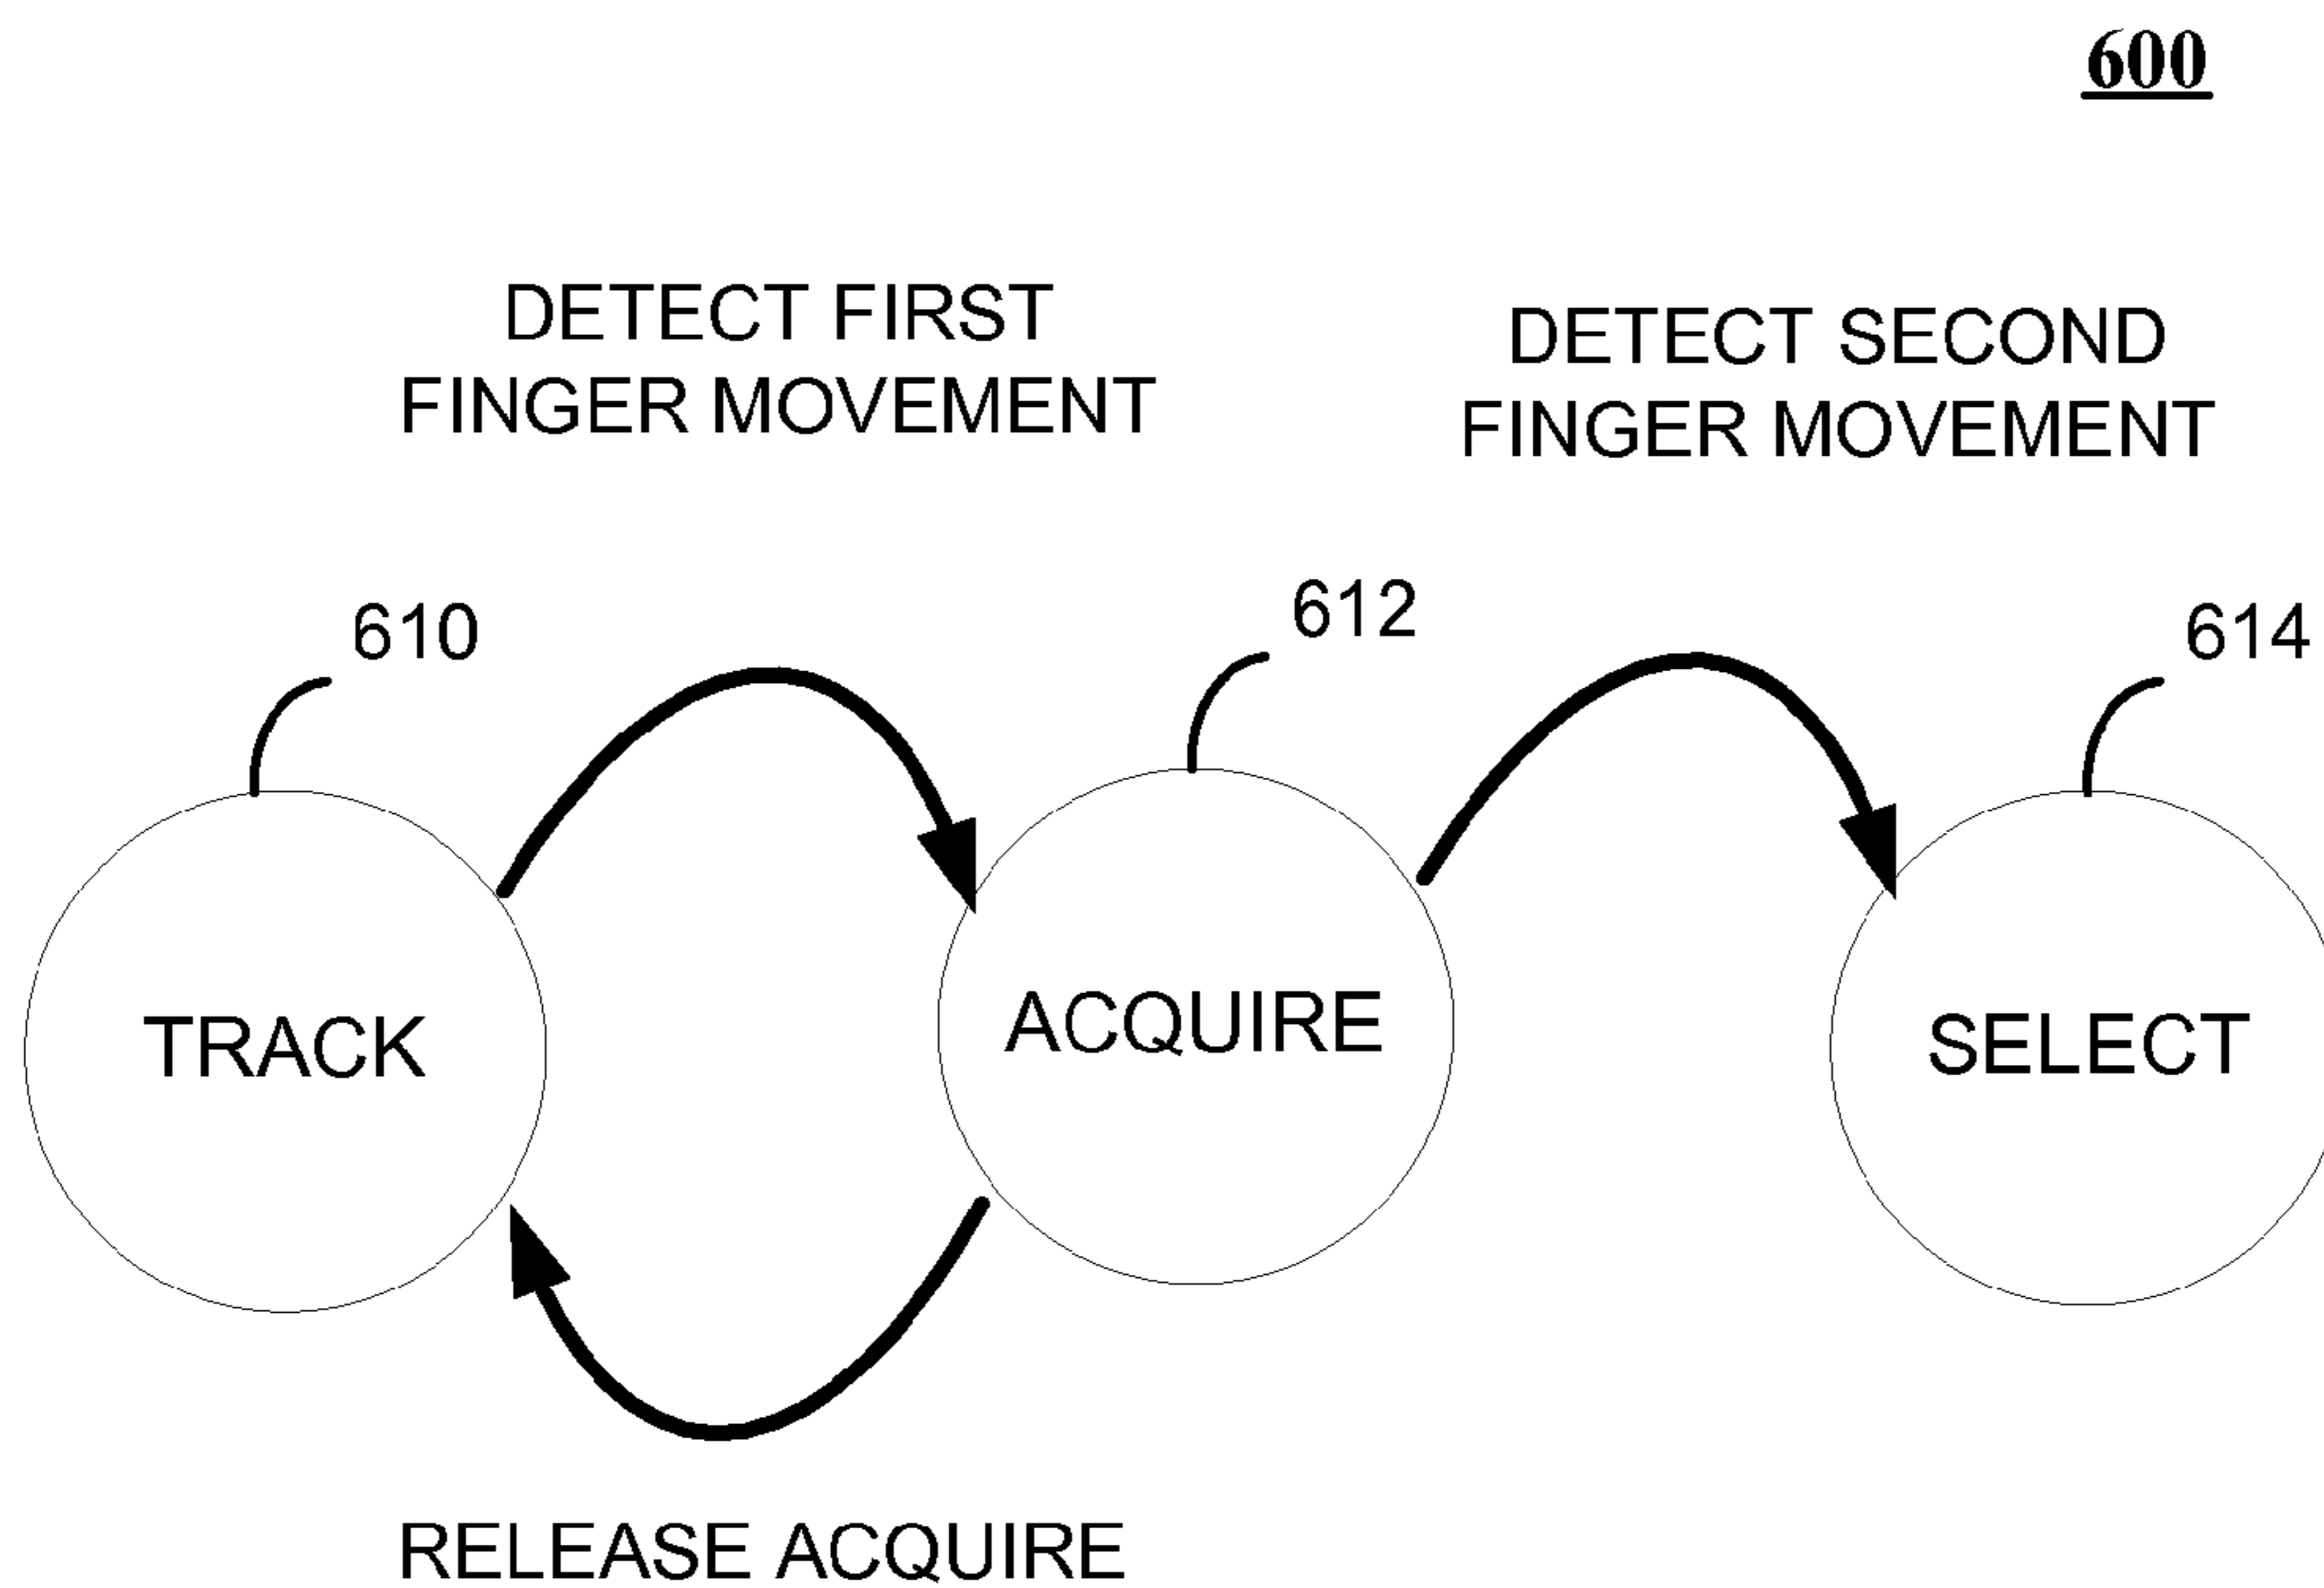 600
DETECT FIRST
FINGER MOVEMENT
DETECT SECOND
FINGER MOVEMENT
610
612
614
TRACK
ACQUIRE
SELECT
RELEASE ACQUIRE